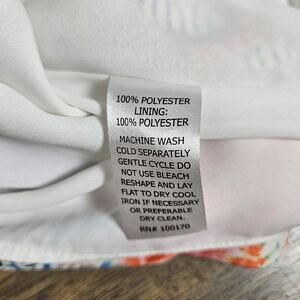 100% POLYESTER
LINING:
100% POLYESTER
MACHINE WASH
COLD SEPARATELY
GENTLE CYCLE DO
NOT USE BLEACH
RESHAPE AND LAY
FLAT TO DRY COOL
IRON IF NECESSARY
OR PREFERABLE
DRY CLEAN.
RN# 100170